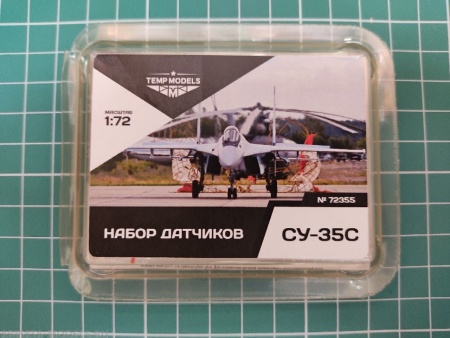 TEMP MODELS
МАСШТАБ
1:72
№ 72355
НАБОР ДАТЧИКОВ
СУ-35С